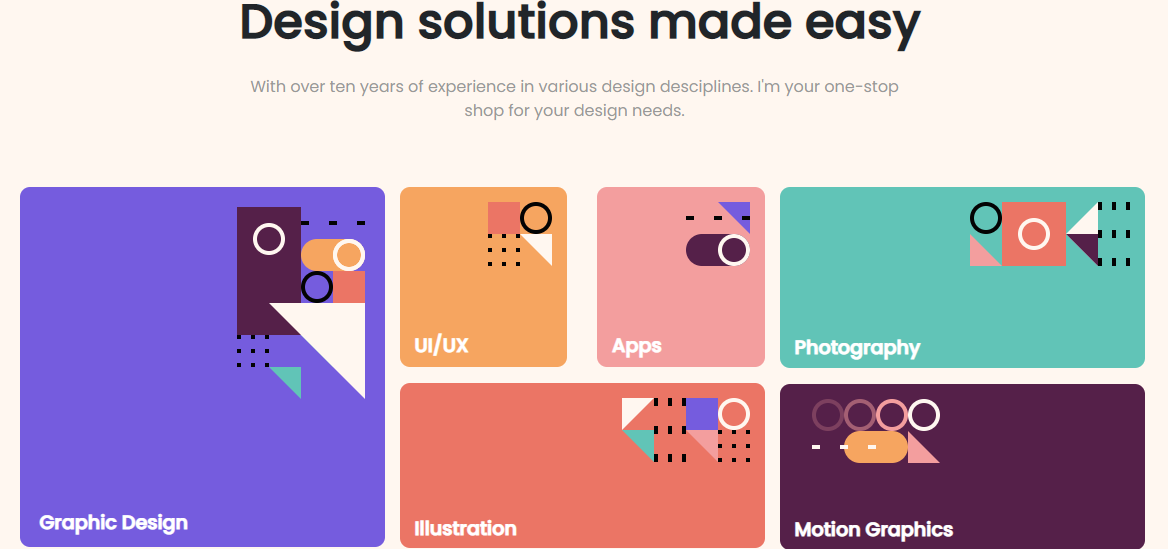 Design solutions made easy
With over ten years of experience in various design desciplines. I'm your one-stop
shop for your design needs.
UI/UX
Apps
Photography
Graphic Design
Illustration
Motion Graphics